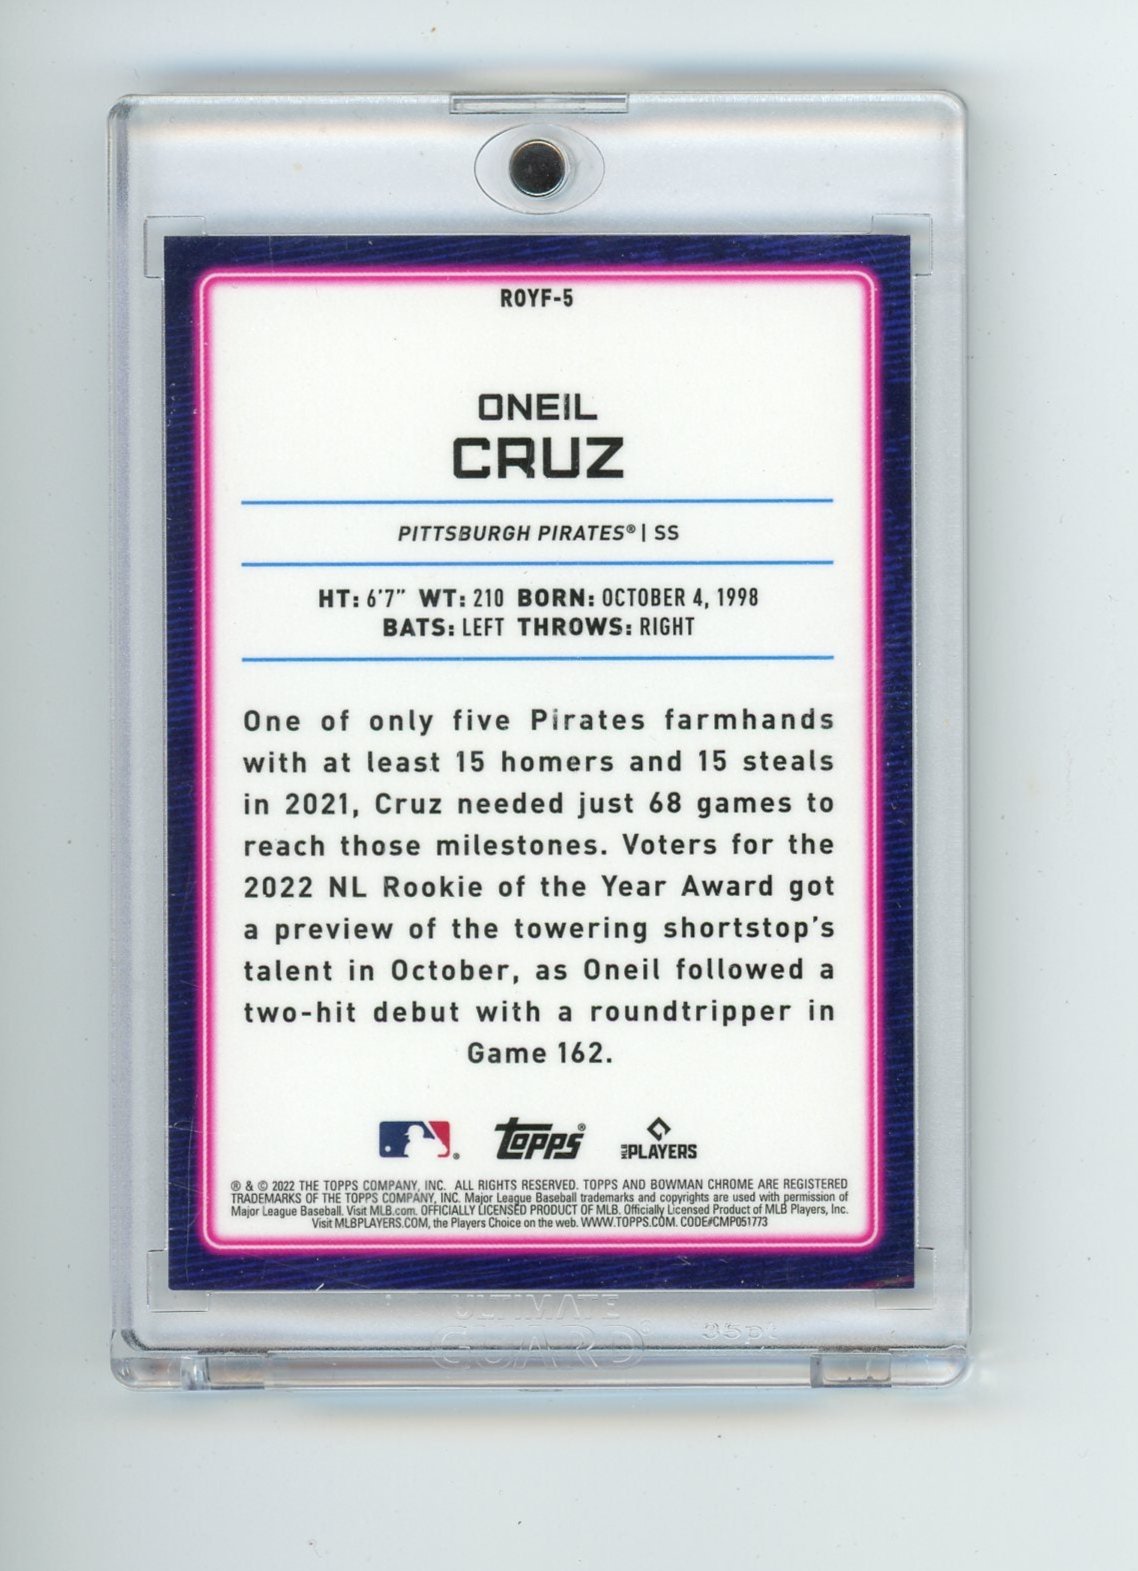 ROYF-5
ONEIL
CRUZ
PITTSBURGH PIRATES® | SS
HT: 6'7" WT: 210 BORN: OCTOBER 4, 1998
BATS: LEFT THROWS: RIGHT
One of only five Pirates farmhands
with at least 15 homers and 15 steals
in 2021, Cruz needed just 68 games to
reach those milestones. Voters for the
2022 NL Rookie of the Year Award got
a preview of the towering shortstop's
talent in October, as Oneil followed a
two-hit debut with a roundtripper in
Game 162.
Topps® MLB PLAYERS
® & © 2022 THE TOPPS COMPANY, INC. ALL RIGHTS RESERVED. TOPPS AND BOWMAN CHROME ARE REGISTERED
TRADEMARKS OF THE TOPPS COMPANY, INC. Major League Baseball trademarks and copyrights are used with permission of
Major League Baseball. Visit MLB.com. OFFICIALLY LICENSED PRODUCT OF MLB. Officially Licensed Product of MLB Players, Inc.
Visit MLBPLAYERS.COM, the Players Choice on the web. WWW.TOPPS.COM. CODE#CMP051773
ULTIMATE
GUARD® 35pt